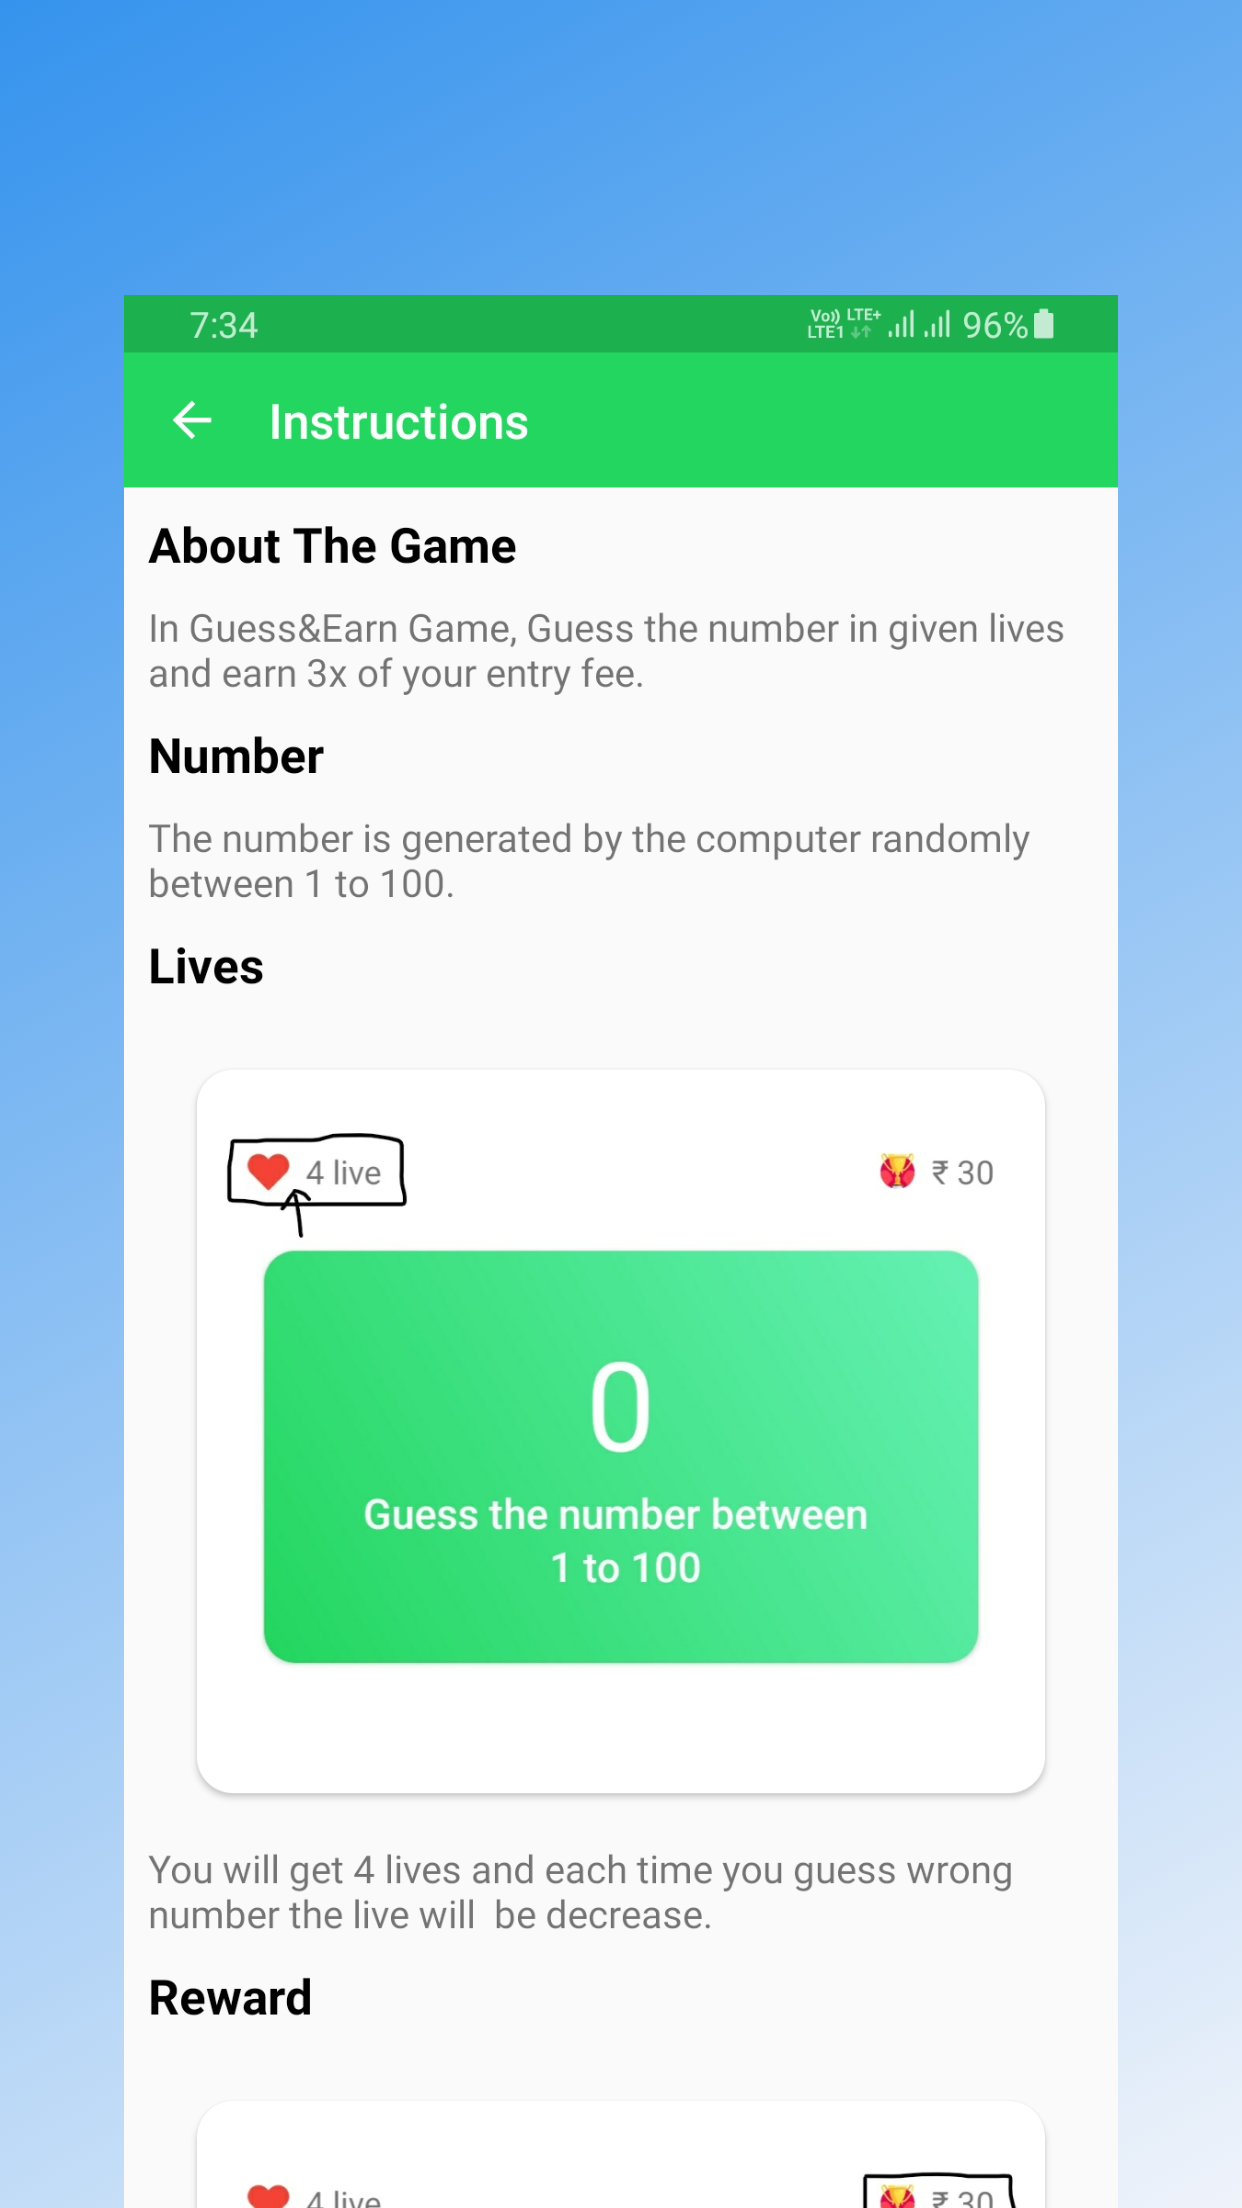 7:34 Vo)) LTE+ LTE1 96%
Instructions
About The Game
In Guess&Earn Game, Guess the number in given lives
and earn 3x of your entry fee.
Number
The number is generated by the computer randomly
between 1 to 100.
Lives
4 live ₹ 30
0
Guess the number between
1 to 100
You will get 4 lives and each time you guess wrong
number the live will  be decrease.
Reward
4 live ₹ 30